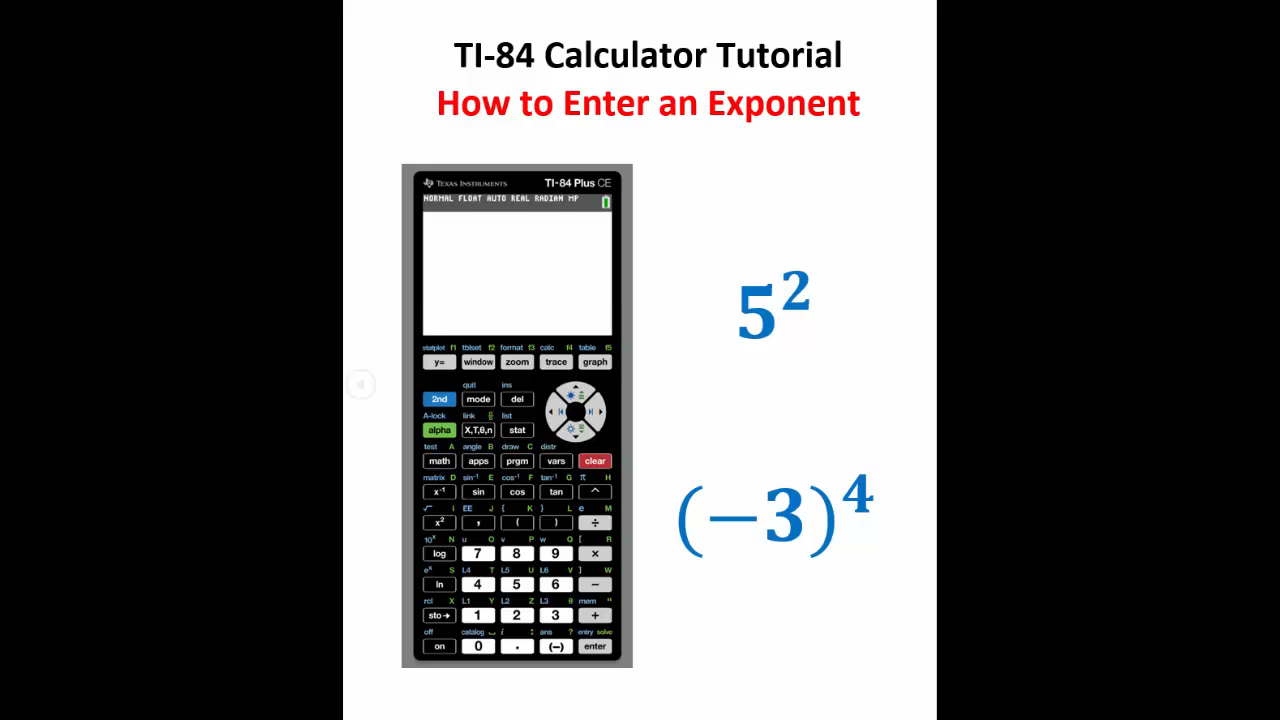 TI-84 Calculator Tutorial
How to Enter an Exponent
TEXAS INSTRUMENTS TI-84 Plus CE
NORMAL FLOAT AUTO REAL RADIAN MP
5²
(−3)⁴
statplot f1 tblset f2 format f3 calc f4 table f5
y= window zoom trace graph
quit ins
2nd mode del
A-lock link list
alpha X,T,θ,n stat
test A angle B draw C distr
math apps prgm vars clear
matrix D sin⁻¹ E cos⁻¹ F tan⁻¹ G π H
x⁻¹ sin cos tan ^
√ I EE J { K } L e M
x² , ( ) ÷
10ˣ N u O v P w Q [ R
log 7 8 9 ×
eˣ S L4 T L5 U L6 V ] W
ln 4 5 6 −
rcl X L1 Y L2 Z L3 θ mem "
sto→ 1 2 3 +
off catalog ⎵ i : ans ? entry solve
on 0 . (−) enter